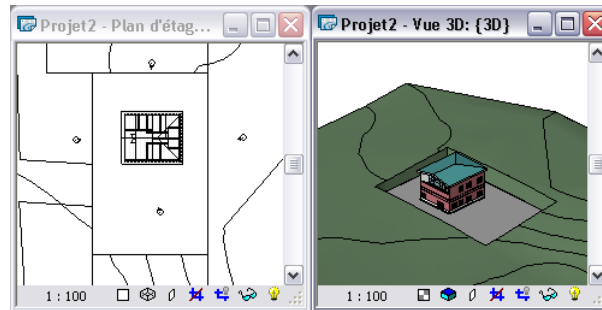 Projet2 - Plan d'étag...
Projet2 - Vue 3D: {3D}
1 : 100
1 : 100